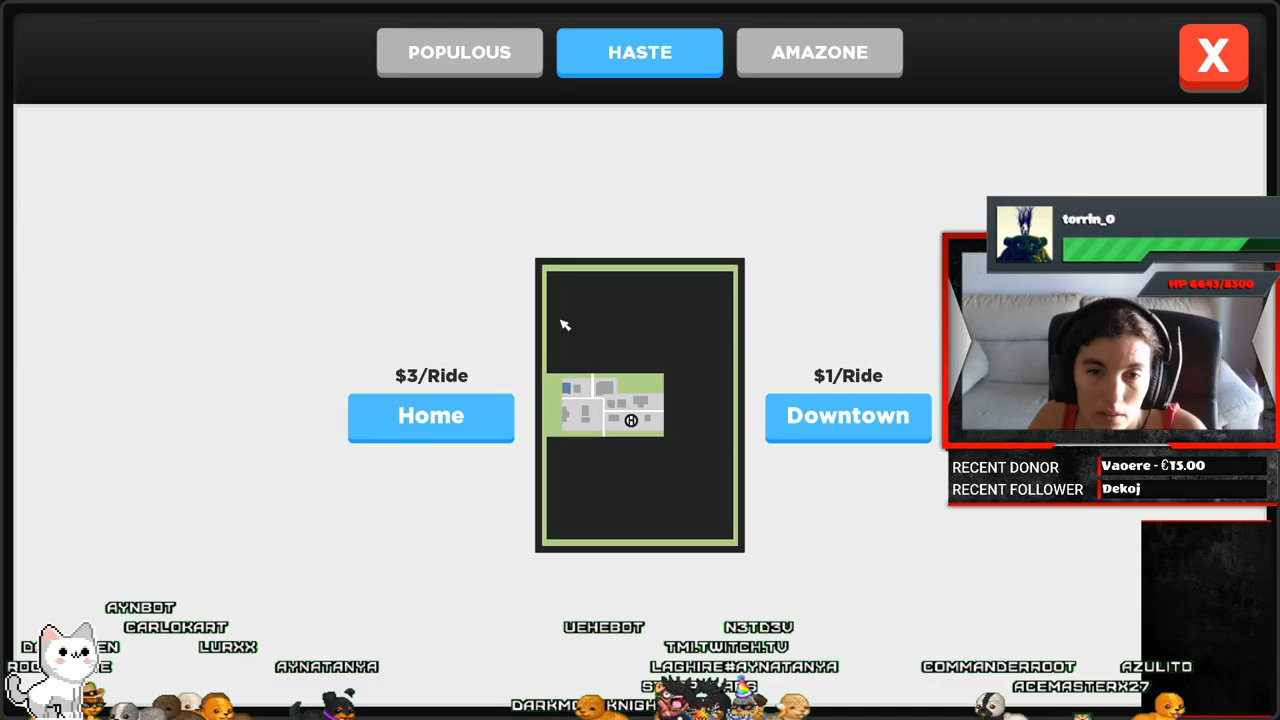 POPULOUS
HASTE
AMAZONE
X
torrin_0
HP 6643/8300
$3/Ride
Home
$1/Ride
Downtown
H
RECENT DONOR
Vaoere - €15.00
RECENT FOLLOWER
Dekoj
AYNBOT
CARLOKART
LURXX
AYNATANYA
UEHEBOT
N3TD3V
TMI.TWITCH.TV
LAGHIRE#AYNATANYA
COMMANDERROOT
AZULITO
ACEMASTERX27